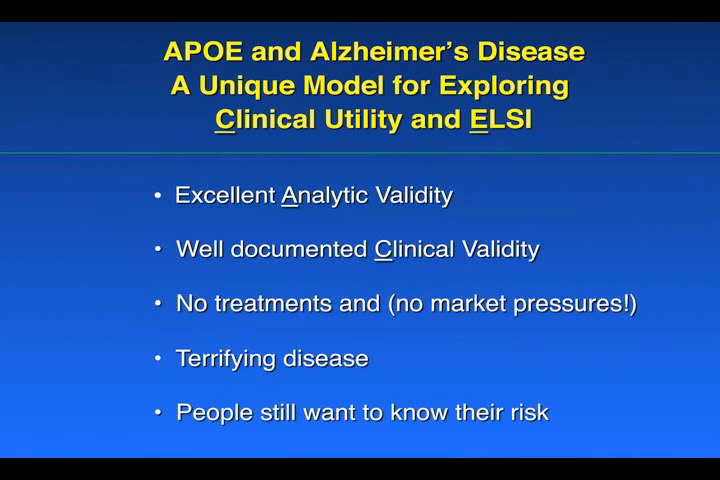 APOE and Alzheimer's Disease
A Unique Model for Exploring
Clinical Utility and ELSI
• Excellent Analytic Validity
• Well documented Clinical Validity
• No treatments and (no market pressures!)
• Terrifying disease
• People still want to know their risk